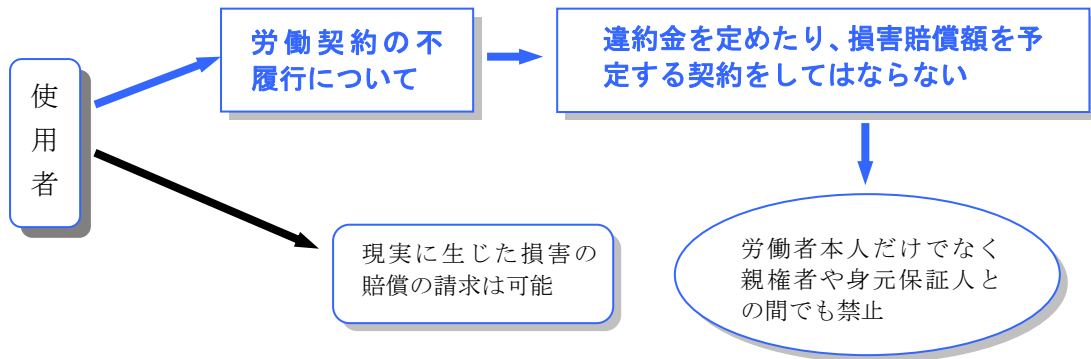 使用者
労働契約の不
履行について
違約金を定めたり、損害賠償額を予
定する契約をしてはならない
現実に生じた損害の
賠償の請求は可能
労働者本人だけでなく
親権者や身元保証人と
の間でも禁止